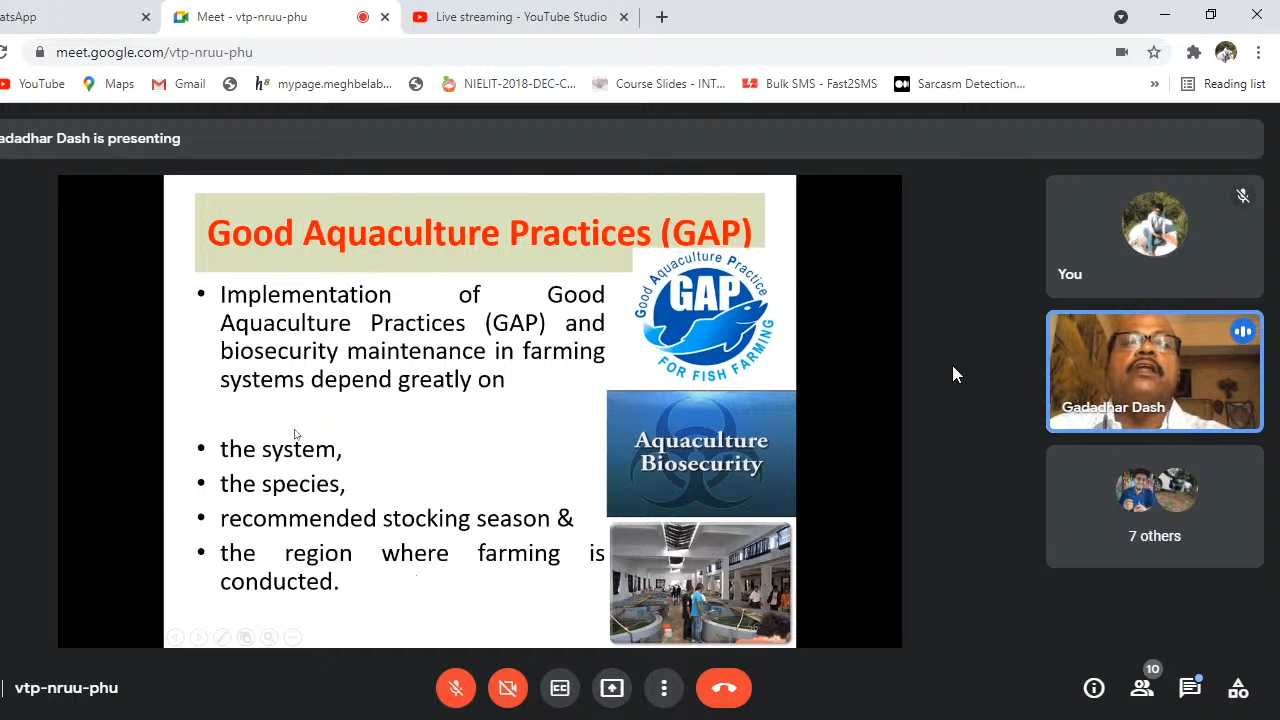 atsApp
Meet - vtp-nruu-phu
Live streaming - YouTube Studio
meet.google.com/vtp-nruu-phu
YouTube
Maps
Gmail
mypage.meghbelab...
NIELIT-2018-DEC-C...
Course Slides - INT...
Bulk SMS - Fast2SMS
Sarcasm Detection...
»
Reading list
adadhar Dash is presenting
Good Aquaculture Practices (GAP)
• Implementation of Good
Aquaculture Practices (GAP) and
biosecurity maintenance in farming
systems depend greatly on
• the system,
• the species,
• recommended stocking season &
• the region where farming is
conducted.
Good Aquaculture Practice
GAP
FOR FISH FARMING
Aquaculture
Biosecurity
You
Gadadhar Dash
7 others
vtp-nruu-phu
CC
10